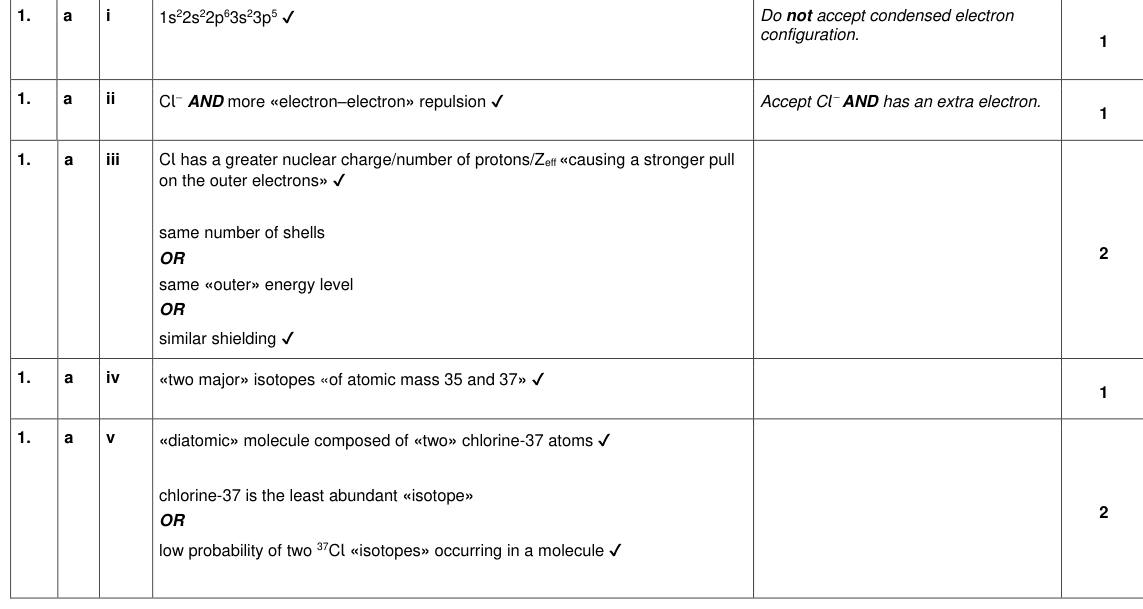 1. a i 1s²2s²2p⁶3s²3p⁵ ✓ Do not accept condensed electron
configuration. 1
1. a ii Cl⁻ AND more «electron–electron» repulsion ✓ Accept Cl⁻ AND has an extra electron. 1
1. a iii Cl has a greater nuclear charge/number of protons/Zeff «causing a stronger pull
on the outer electrons» ✓
same number of shells
OR
same «outer» energy level
OR
similar shielding ✓
2
1. a iv «two major» isotopes «of atomic mass 35 and 37» ✓ 1
1. a v «diatomic» molecule composed of «two» chlorine-37 atoms ✓
chlorine-37 is the least abundant «isotope»
OR
low probability of two ³⁷Cl «isotopes» occurring in a molecule ✓
2